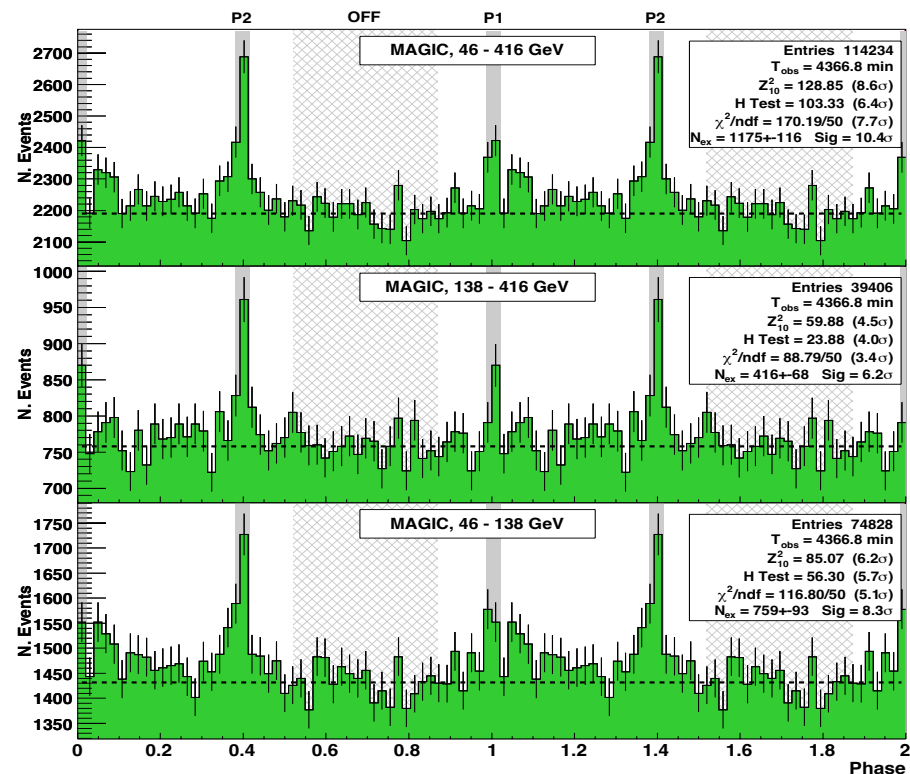 P2 OFF P1 P2
MAGIC, 46 - 416 GeV
Entries 114234
T_obs = 4366.8 min
Z²₁₀ = 128.85 (8.6σ)
H Test = 103.33 (6.4σ)
χ²/ndf = 170.19/50 (7.7σ)
N_ex = 1175+-116 Sig = 10.4σ
N. Events
2700
2600
2500
2400
2300
2200
2100
MAGIC, 138 - 416 GeV
Entries 39406
T_obs = 4366.8 min
Z²₁₀ = 59.88 (4.5σ)
H Test = 23.88 (4.0σ)
χ²/ndf = 88.79/50 (3.4σ)
N_ex = 416+-68 Sig = 6.2σ
N. Events
1000
950
900
850
800
750
700
MAGIC, 46 - 138 GeV
Entries 74828
T_obs = 4366.8 min
Z²₁₀ = 85.07 (6.2σ)
H Test = 56.30 (5.7σ)
χ²/ndf = 116.80/50 (5.1σ)
N_ex = 759+-93 Sig = 8.3σ
N. Events
1750
1700
1650
1600
1550
1500
1450
1400
1350
0 0.2 0.4 0.6 0.8 1 1.2 1.4 1.6 1.8 2
Phase